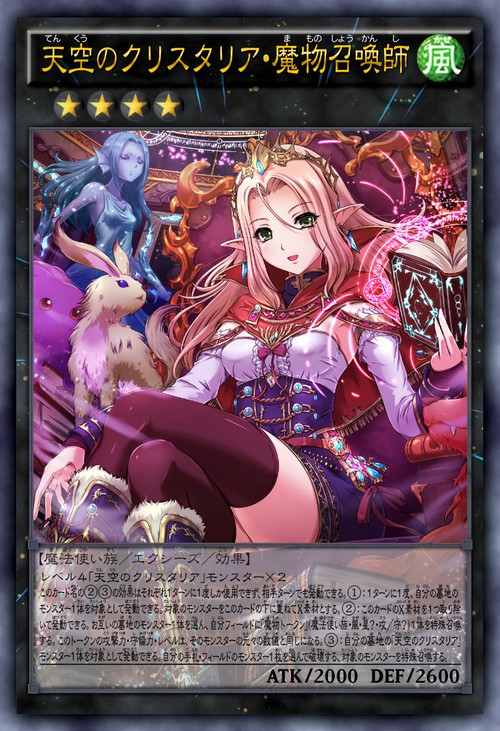 てん くう ま もの しょう かん し かぜ
天空のクリスタリア・魔物召喚師 風
【魔法使い族/エクシーズ/効果】
レベル4「天空のクリスタリア」モンスター×2
このカード名の②③の効果はそれぞれ1ターンに1度しか使用できず、相手ターンでも発動できる。①:1ターンに1度、自分の墓地の
モンスター1体を対象として発動できる。対象のモンスターをこのカードの下に重ねてX素材とする。②:このカードのX素材を1つ取り除
いて発動できる。お互いの墓地のモンスター1体を選ん、自分フィールドに「魔物トークン」(魔法使い族・風・星?・攻/守?)1体を特殊召喚
する。このトークンの攻撃力・守備力・レベルは、そのモンスターの元々の数値と同じになる。③:自分の墓地の「天空のクリスタリア」
モンスター1体を対象として発動できる。自分の手札・フィールドのモンスター1枚を選んで破壊する。対象のモンスターを特殊召喚する。
ATK/2000 DEF/2600